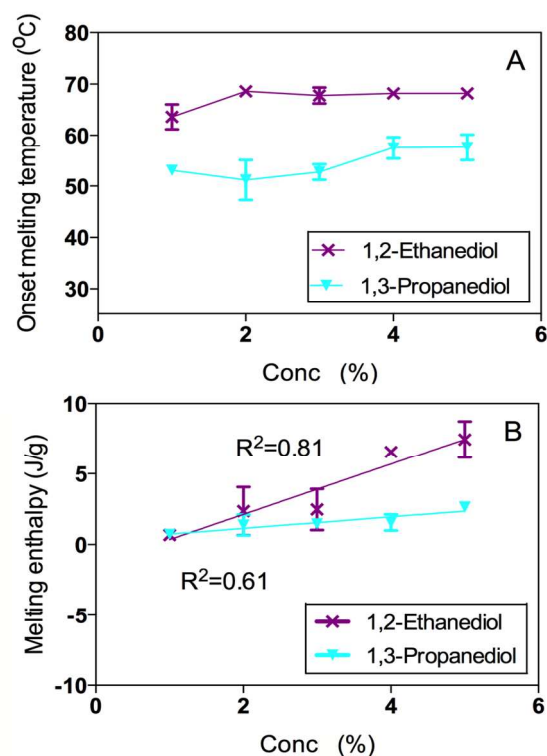 80
70
60
50
40
30
A
Onset melting temperature (°C)
1,2-Ethanediol
1,3-Propanediol
0
2
4
6
Conc (%)
10
5
0
-5
-10
B
R²=0.81
R²=0.61
Melting enthalpy (J/g)
1,2-Ethanediol
1,3-Propanediol
0
2
4
6
Conc (%)